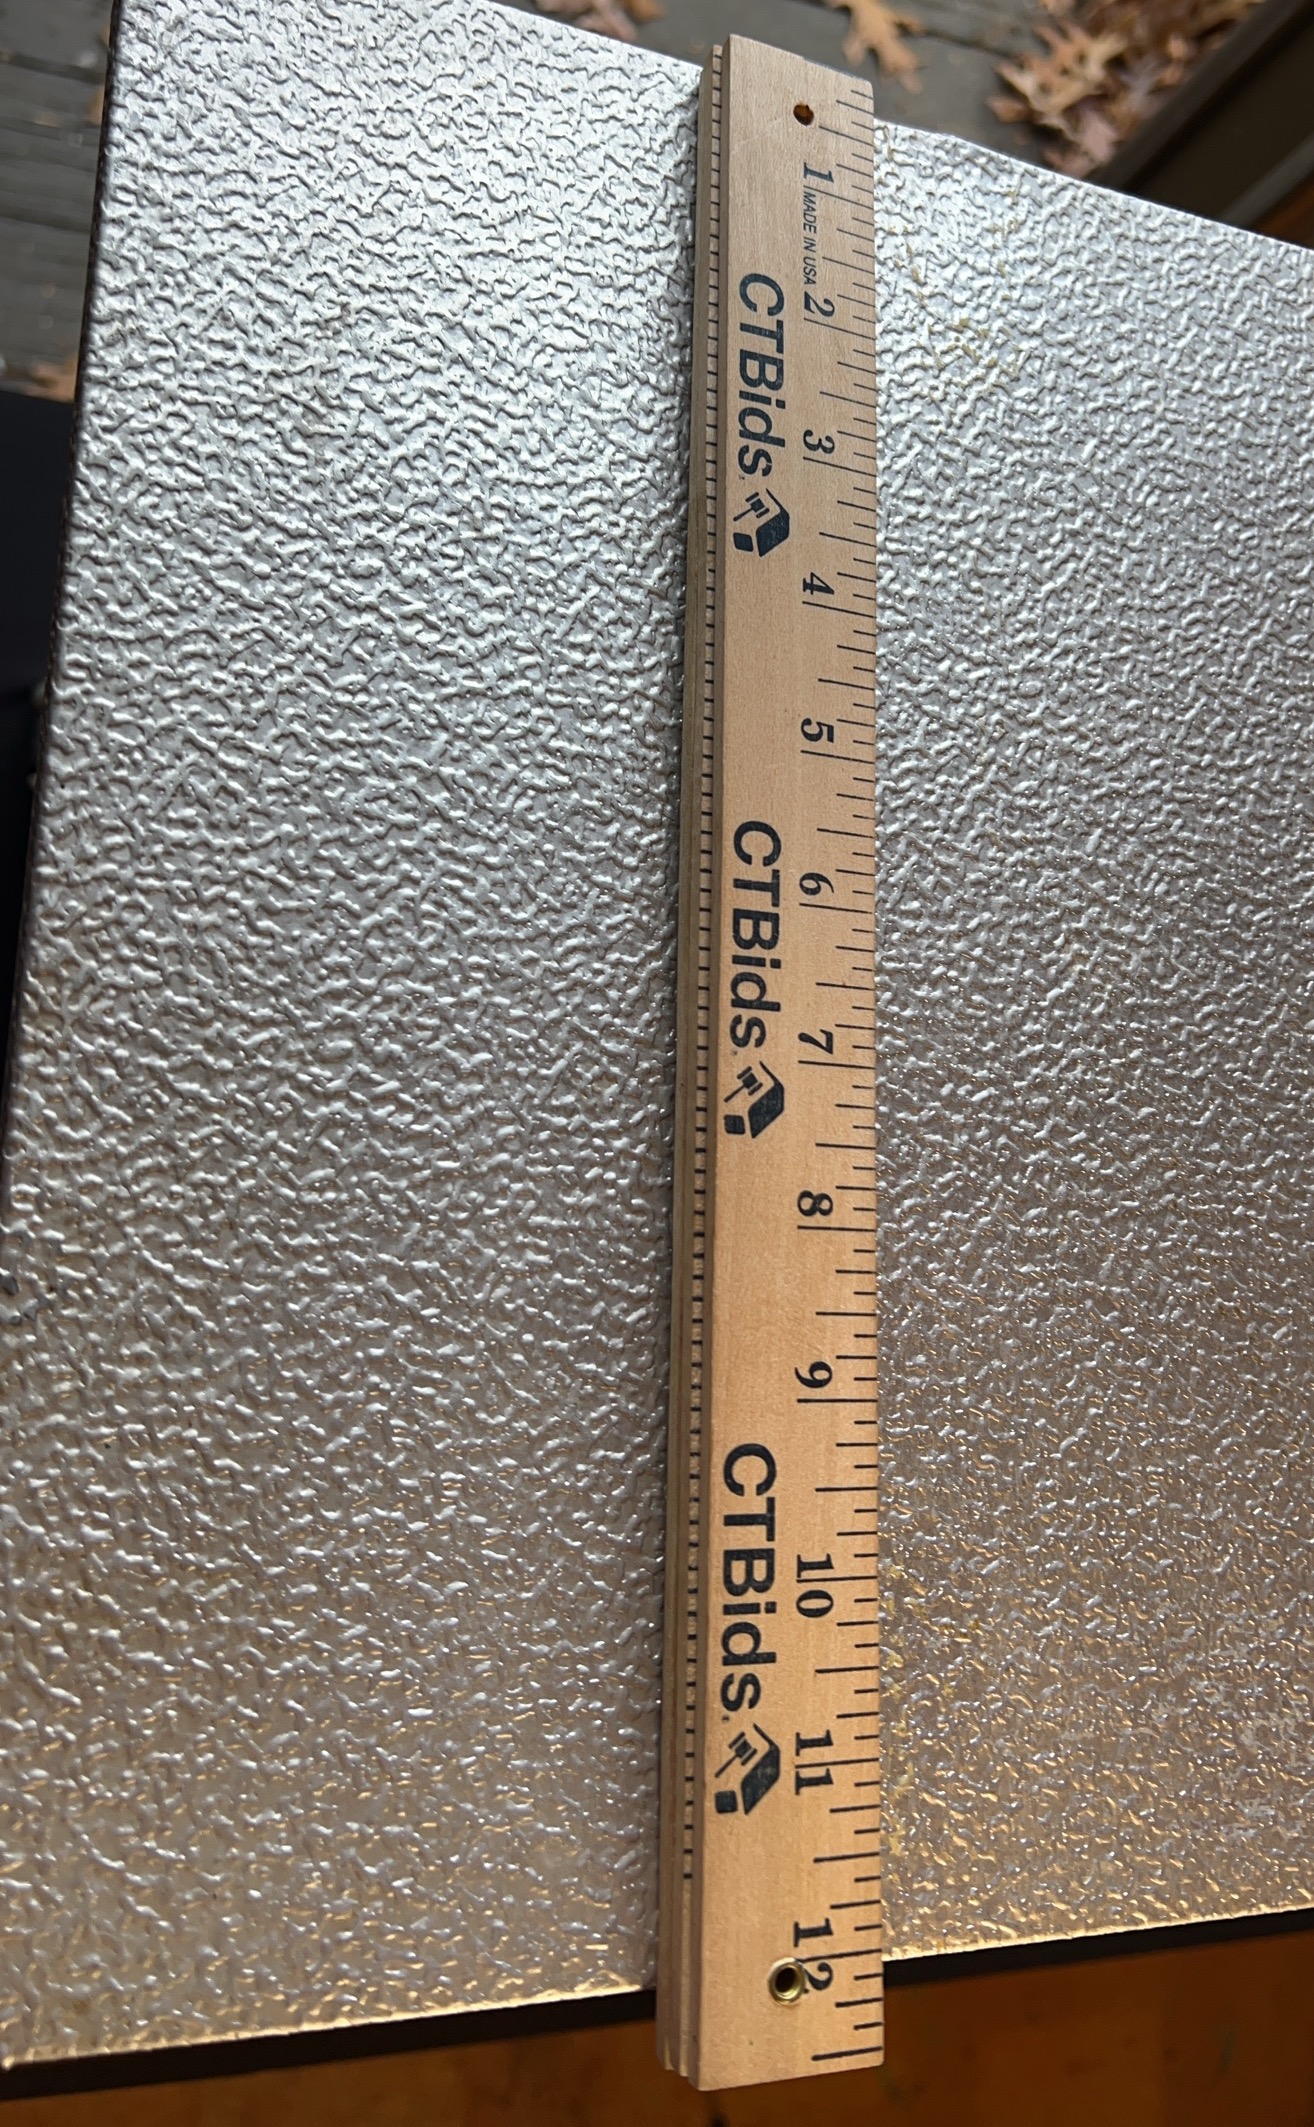 1 MADE IN USA 2 3 4 5 6 7 8 9 10 11 12
CTBids CTBids CTBids